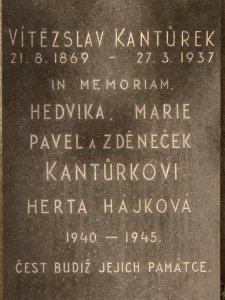 VÍTĚZSLAV KANTŮREK
21. 8. 1869 - 27. 3. 1937
IN MEMORIAM.
HEDVIKA, MARIE
PAVEL A ZDĚNEČEK
KANTŮRKOVI
HERTA HÁJKOVÁ
1940 — 1945.
ČEST BUDIŽ JEJICH PAMÁTCE.